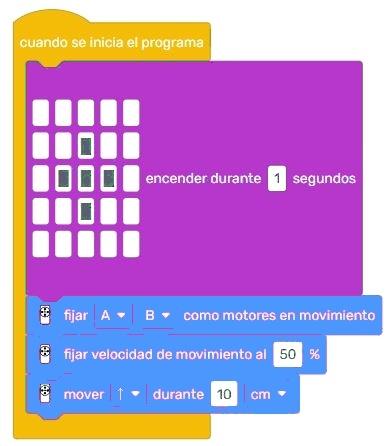 cuando se inicia el programa
encender durante 1 segundos
fijar A B como motores en movimiento
fijar velocidad de movimiento al 50 %
mover ↑ durante 10 cm